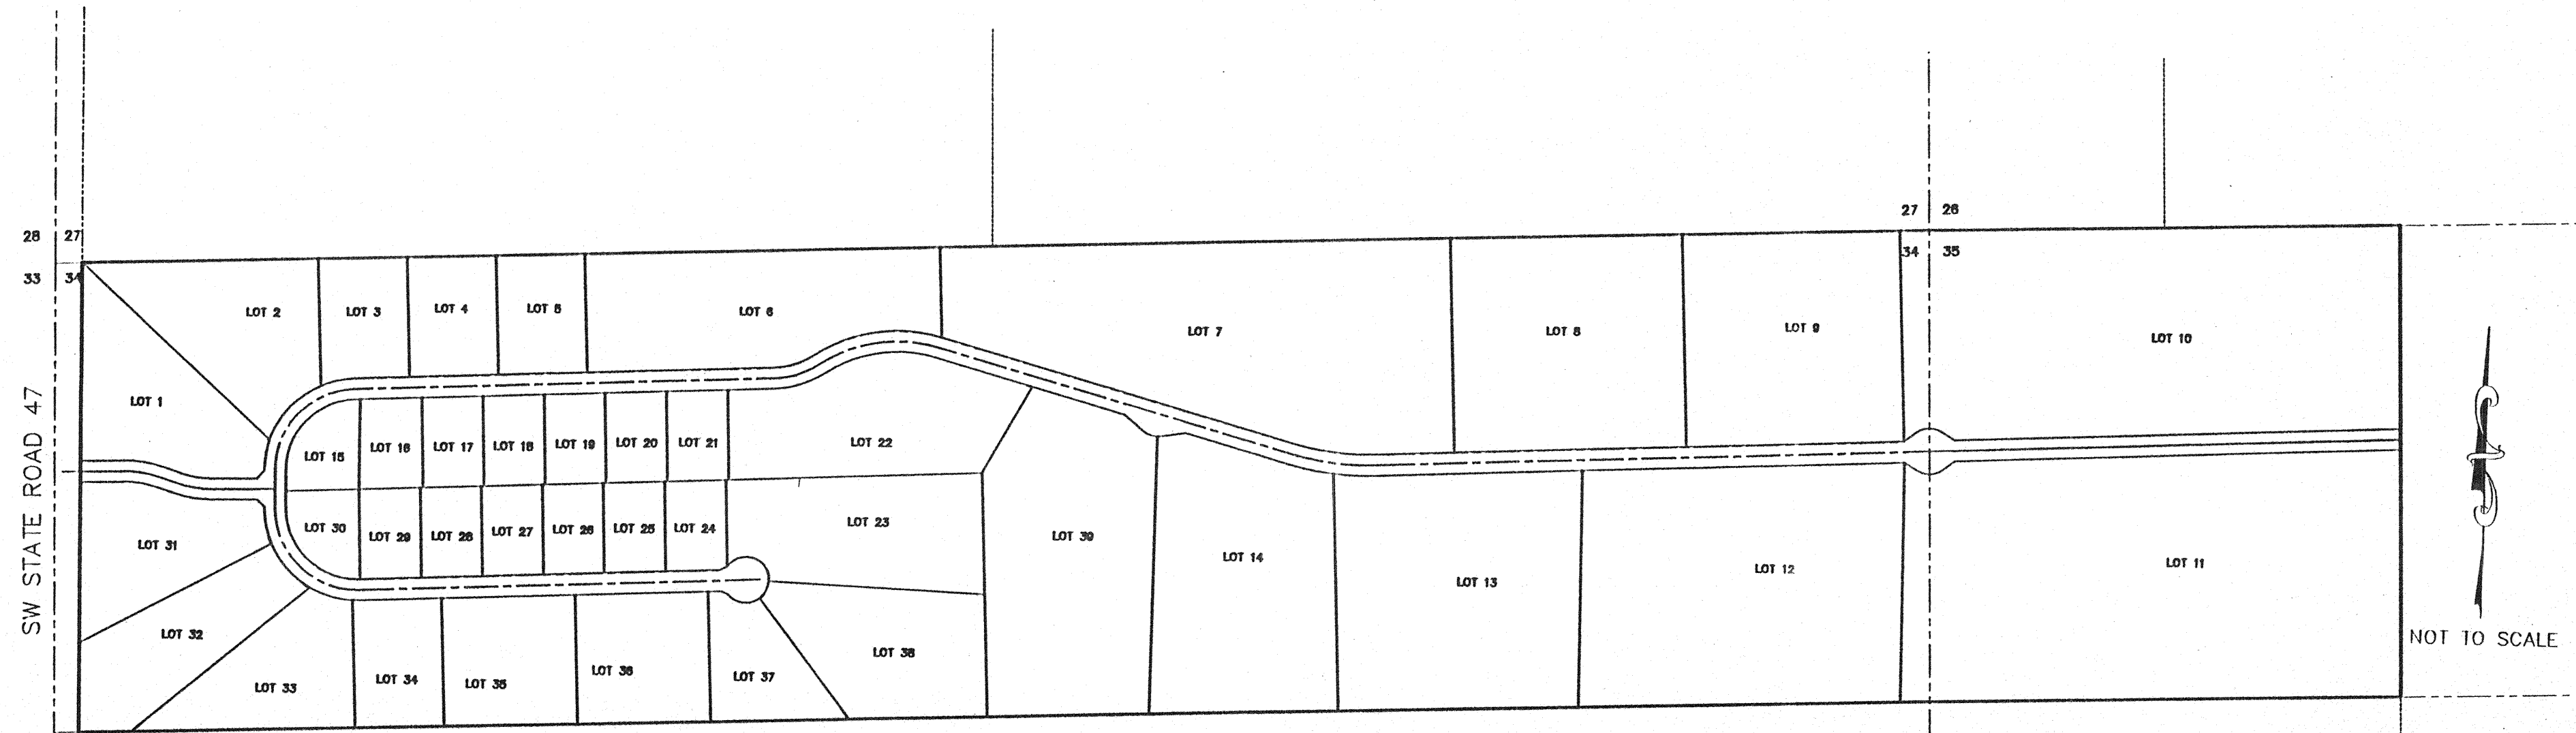 27 26
28 27
34 35
33 34
LOT 2
LOT 3
LOT 4
LOT 5
LOT 6
LOT 7
LOT 8
LOT 9
LOT 10
LOT 1
SW STATE ROAD 47
LOT 15
LOT 16
LOT 17
LOT 18
LOT 19
LOT 20
LOT 21
LOT 22
LOT 30
LOT 29
LOT 28
LOT 27
LOT 26
LOT 25
LOT 24
LOT 23
LOT 39
LOT 14
LOT 13
LOT 12
LOT 11
LOT 31
LOT 32
LOT 33
LOT 34
LOT 35
LOT 36
LOT 37
LOT 38
NOT TO SCALE